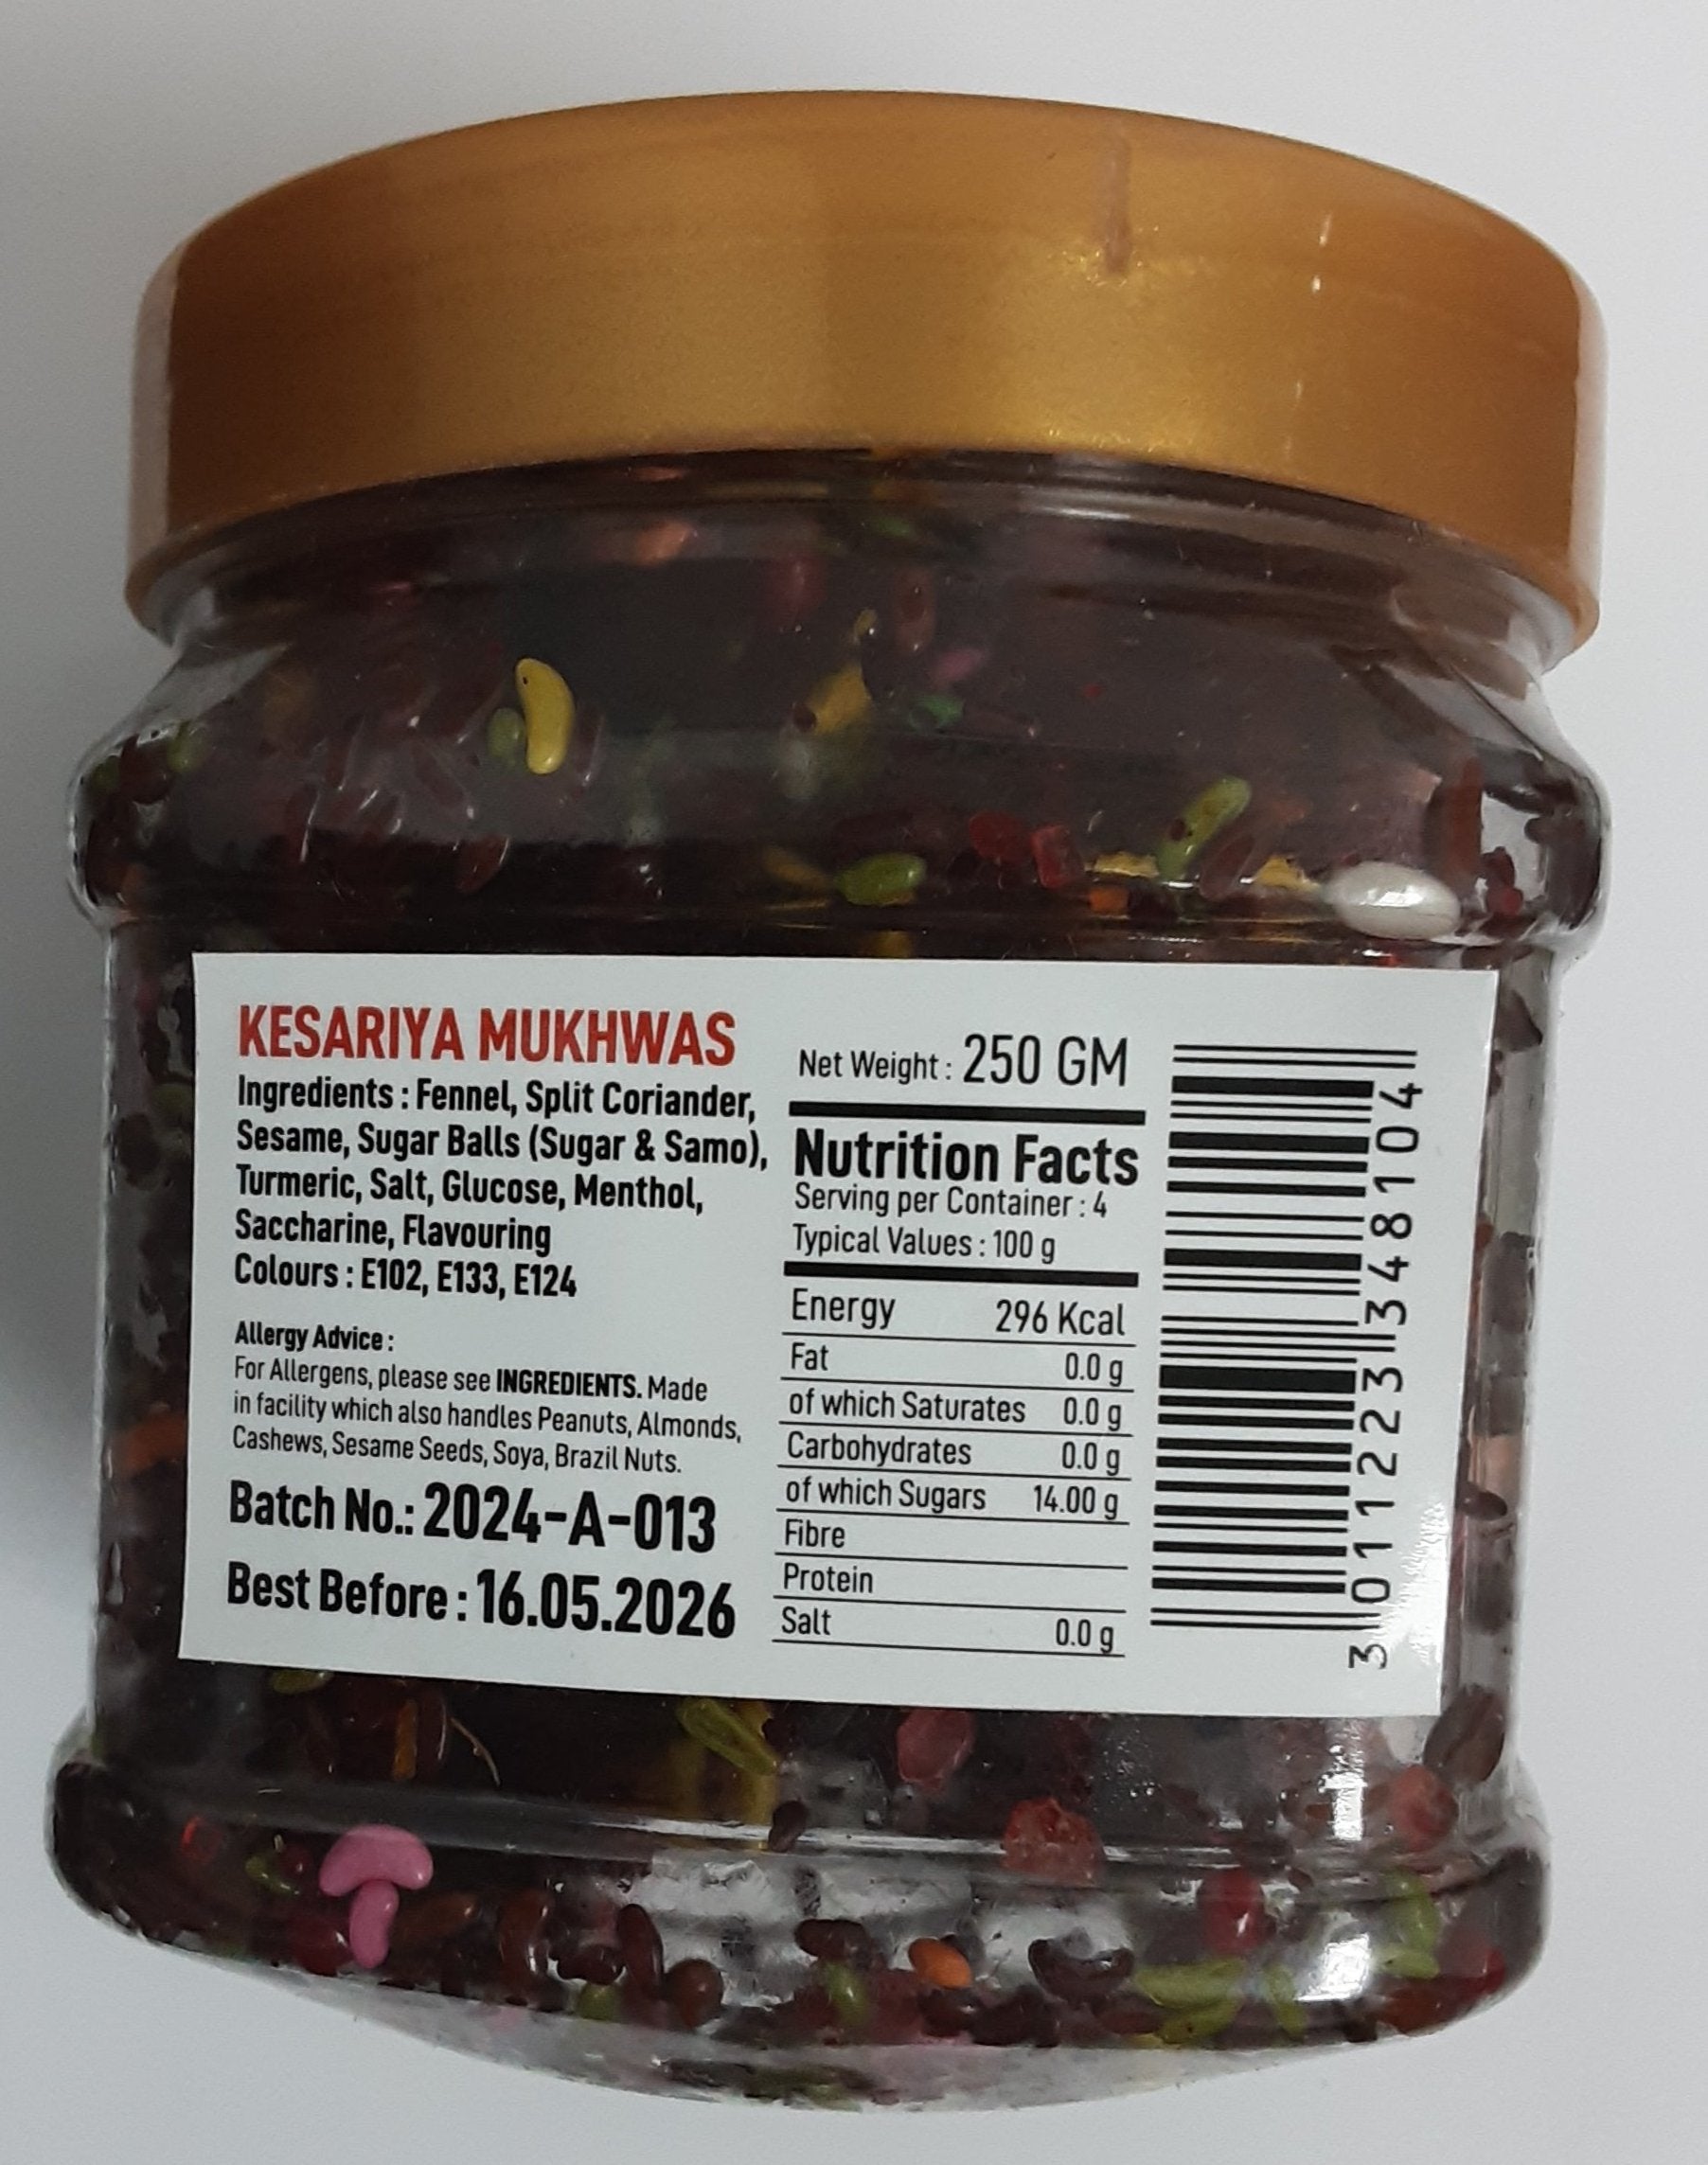 KESARIYA MUKHWAS
Ingredients : Fennel, Split Coriander,
Sesame, Sugar Balls (Sugar & Samo),
Turmeric, Salt, Glucose, Menthol,
Saccharine, Flavouring
Colours : E102, E133, E124
Allergy Advice :
For Allergens, please see INGREDIENTS. Made
in facility which also handles Peanuts, Almonds,
Cashews, Sesame Seeds, Soya, Brazil Nuts.
Batch No.: 2024-A-013
Best Before : 16.05.2026
Net Weight : 250 GM
Nutrition Facts
Serving per Container : 4
Typical Values : 100 g
Energy 296 Kcal
Fat 0.0 g
of which Saturates 0.0 g
Carbohydrates 0.0 g
of which Sugars 14.00 g
Fibre
Protein
Salt 0.0 g
3 011223 348104